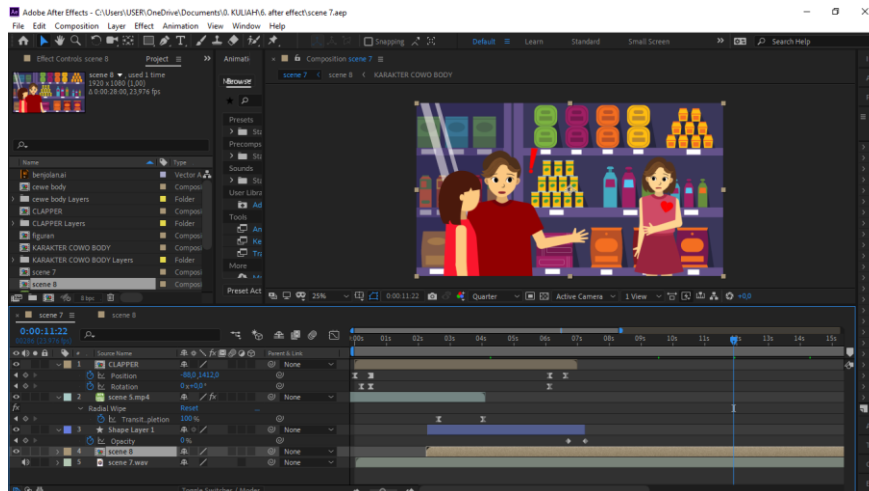 Adobe After Effects - C:\Users\USER\OneDrive\Documents\0. KULIAH\6. after effect\scene 7.aep
File Edit Composition Layer Effect Animation View Window Help
Snapping Default Learn Standard Small Screen Search Help
Effect Controls scene 8 Project
scene 8 , used 1 time
1920 x 1080 (1,00)
Δ 0:00:28:00, 23,976 fps
Name Type
benjolan.ai Vector A
cewe body Compos
cewe body Layers Folder
CLAPPER Compos
CLAPPER Layers Folder
figuran Compos
KARAKTER COWO BODY Compos
KARAKTER COWO BODY Layers Folder
scene 7 Compos
scene 8 Compos
8 bpc
Animati
Presets
Precomps
Sounds
User Libra
Tools
More
Preset Act
Composition scene 7
scene 7 scene 8 KARAKTER COWO BODY
25% 0:00:11:22 Quarter Active Camera 1 View +0,0
scene 7 scene 8
0:00:11:22
# Source Name Parent & Link
01s 02s 03s 04s 05s 06s 07s 08s 09s 10s 11s 13s 14s 15s
1 CLAPPER None
Position -88,0,1412,0
Rotation 0x+0,0°
2 scene 5.mp4 None
Radial Wipe Reset
Transit..pletion 100%
3 Shape Layer 1 None
Opacity 0%
4 scene 8 None
5 scene 7.wav None
Toggle Switches / Modes